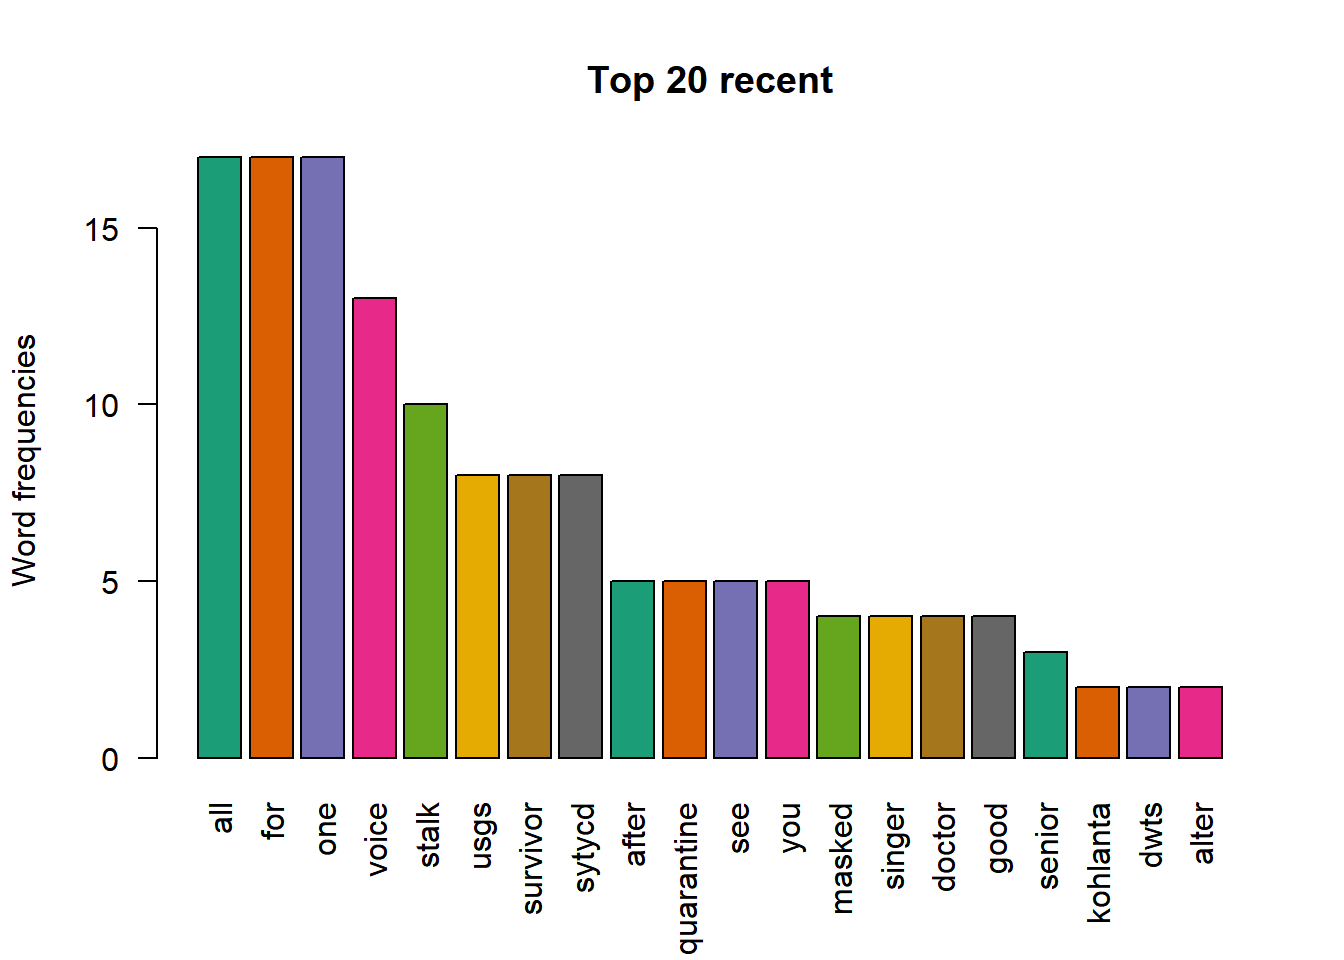 Top 20 recent
Word frequencies
15
10
5
0
all
for
one
voice
stalk
usgs
survivor
sytycd
after
quarantine
see
you
masked
singer
doctor
good
senior
kohlanta
dwts
alter